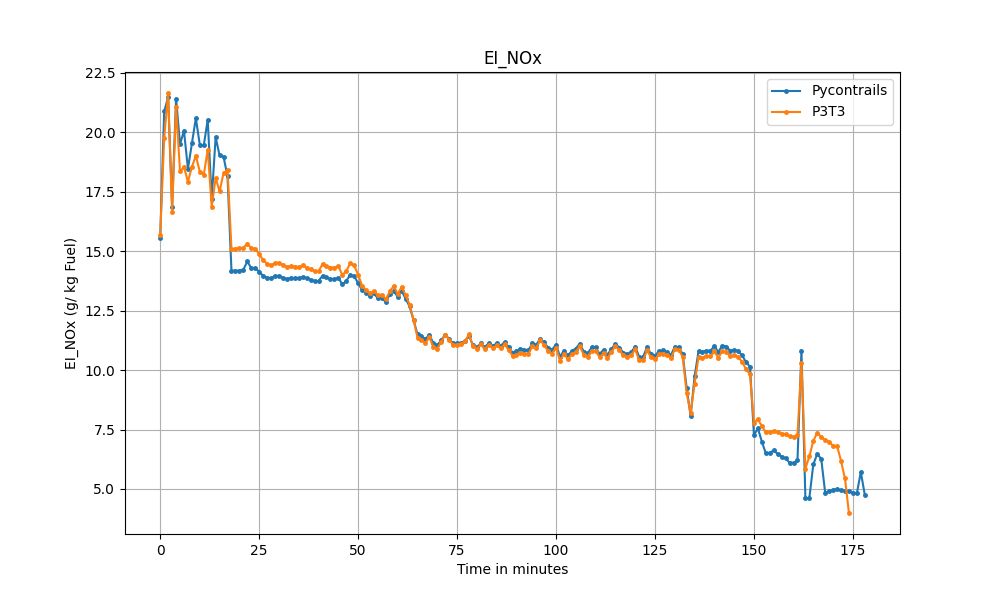 EI_NOx
Pycontrails
P3T3
EI_NOx (g/ kg Fuel)
22.5
20.0
17.5
15.0
12.5
10.0
7.5
5.0
0 25 50 75 100 125 150 175
Time in minutes